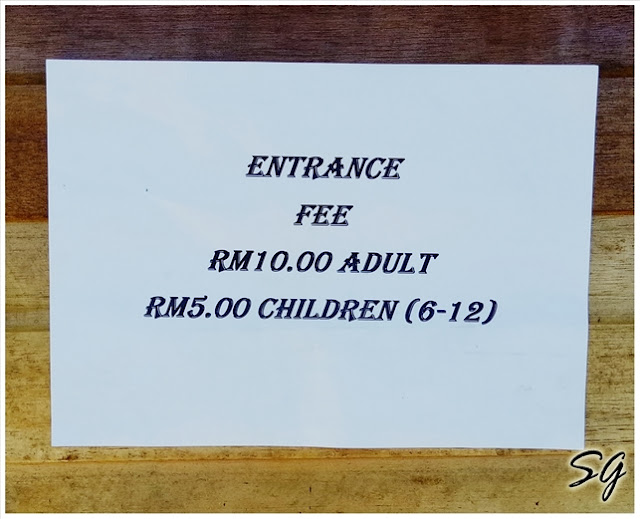 ENTRANCE
FEE
RM10.00 ADULT
RM5.00 CHILDREN (6-12)
SG